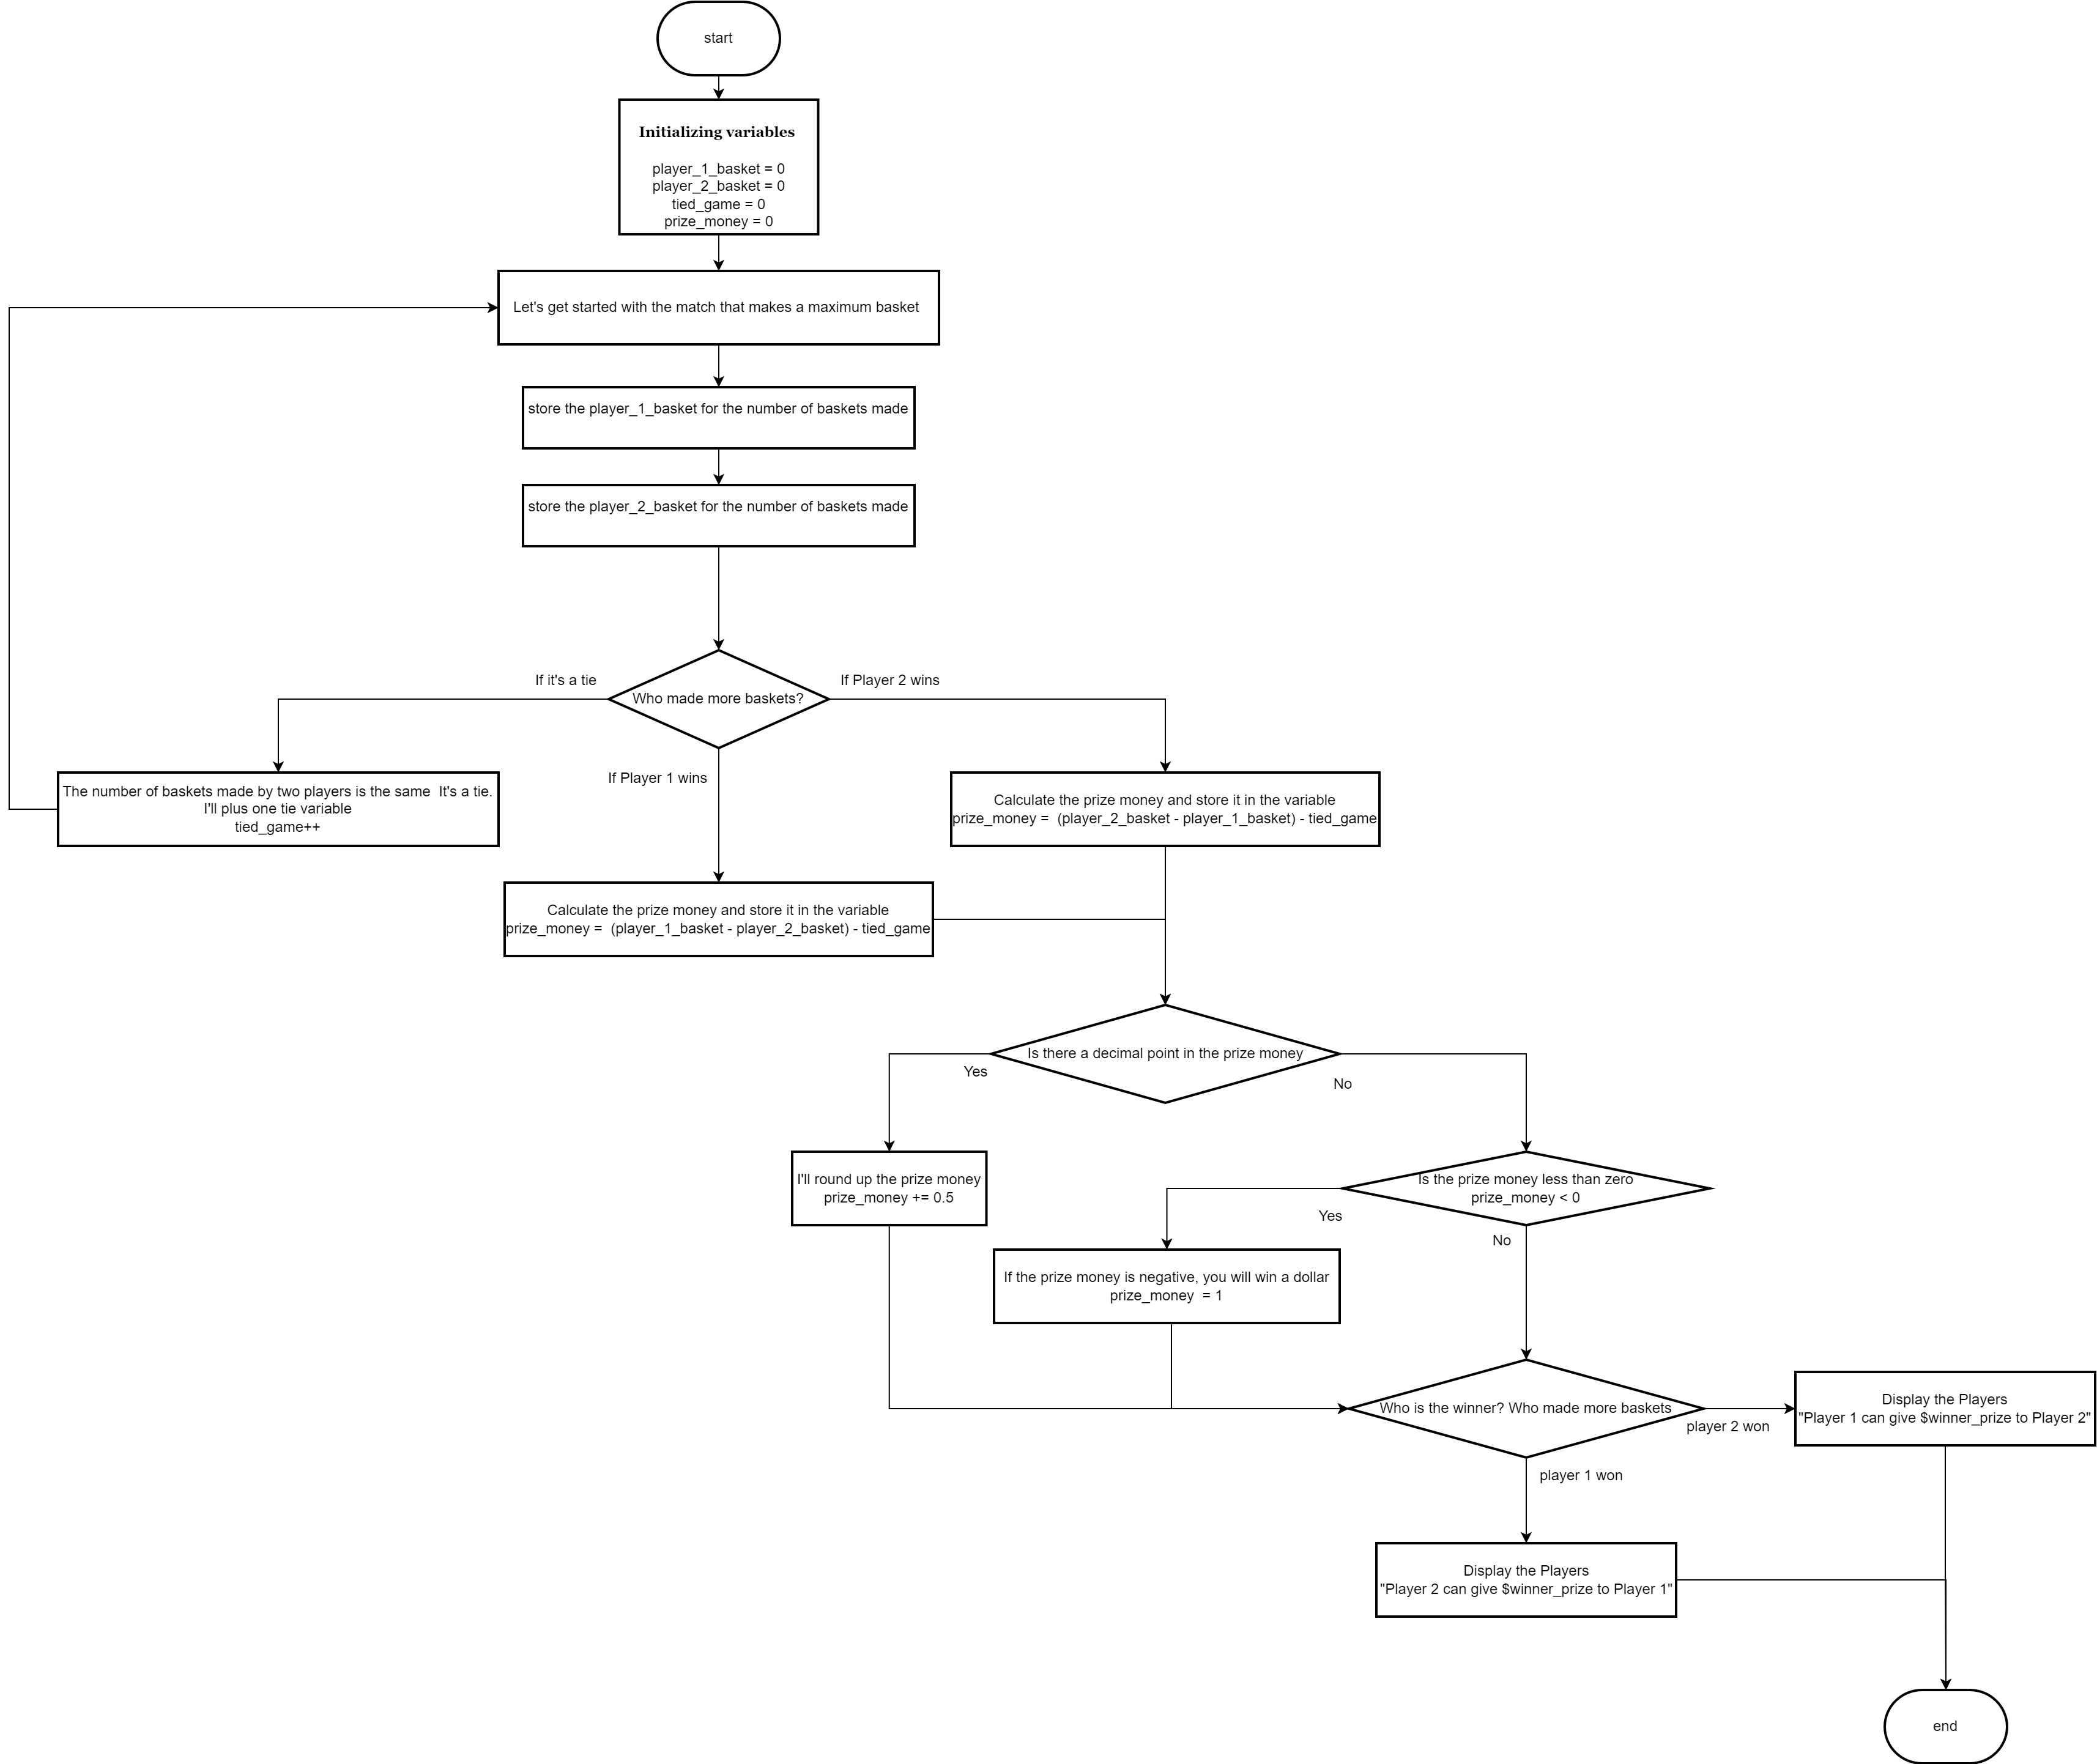 start
Initializing variables
player_1_basket = 0
player_2_basket = 0
tied_game = 0
prize_money = 0
Let's get started with the match that makes a maximum basket
store the player_1_basket for the number of baskets made
store the player_2_basket for the number of baskets made
If it's a tie
If Player 2 wins
Who made more baskets?
If Player 1 wins
The number of baskets made by two players is the same  It's a tie.
I'll plus one tie variable
tied_game++
Calculate the prize money and store it in the variable
prize_money =  (player_2_basket - player_1_basket) - tied_game
Calculate the prize money and store it in the variable
prize_money =  (player_1_basket - player_2_basket) - tied_game
Is there a decimal point in the prize money
Yes
No
I'll round up the prize money
prize_money += 0.5
Is the prize money less than zero
prize_money < 0
Yes
No
If the prize money is negative, you will win a dollar
prize_money  = 1
Who is the winner? Who made more baskets
player 2 won
Display the Players
"Player 1 can give $winner_prize to Player 2"
player 1 won
Display the Players
"Player 2 can give $winner_prize to Player 1"
end